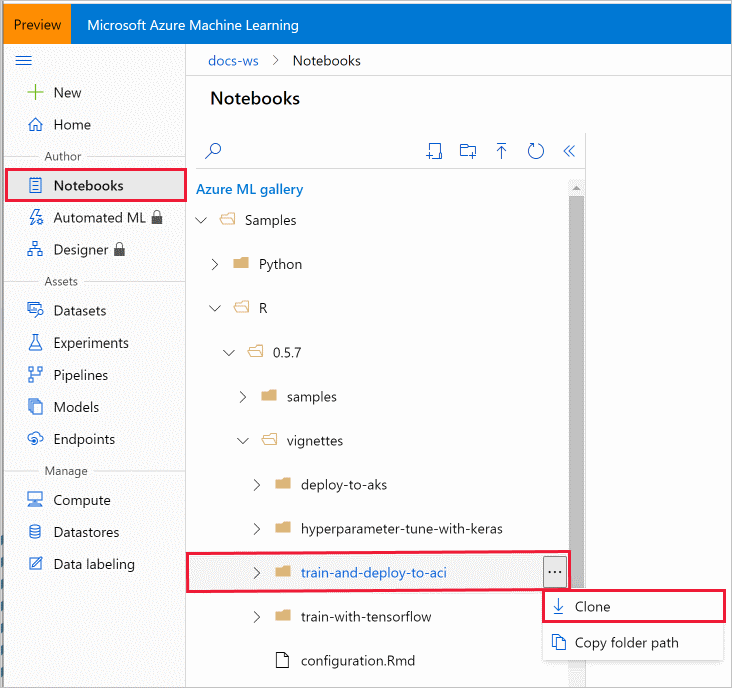 Preview
Microsoft Azure Machine Learning
docs-ws > Notebooks
New
Home
Author
Notebooks
Automated ML
Designer
Assets
Datasets
Experiments
Pipelines
Models
Endpoints
Manage
Compute
Datastores
Data labeling
Notebooks
Azure ML gallery
Samples
Python
R
0.5.7
samples
vignettes
deploy-to-aks
hyperparameter-tune-with-keras
train-and-deploy-to-aci
...
Clone
Copy folder path
train-with-tensorflow
configuration.Rmd